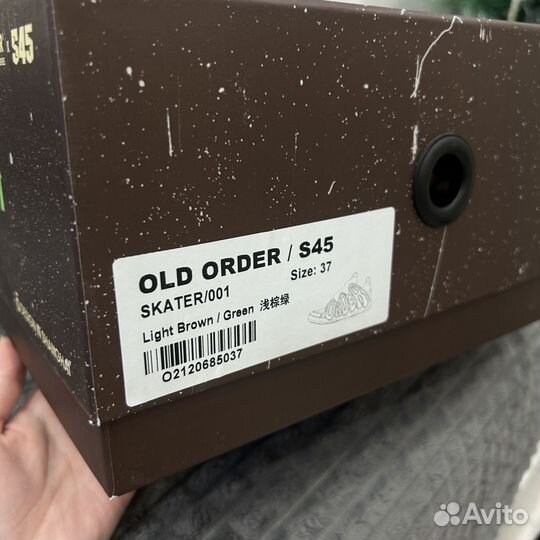 S45
OLD ORDER / S45
SKATER/001
Size: 37
Light Brown / Green 浅棕绿
O2120685037
Avito